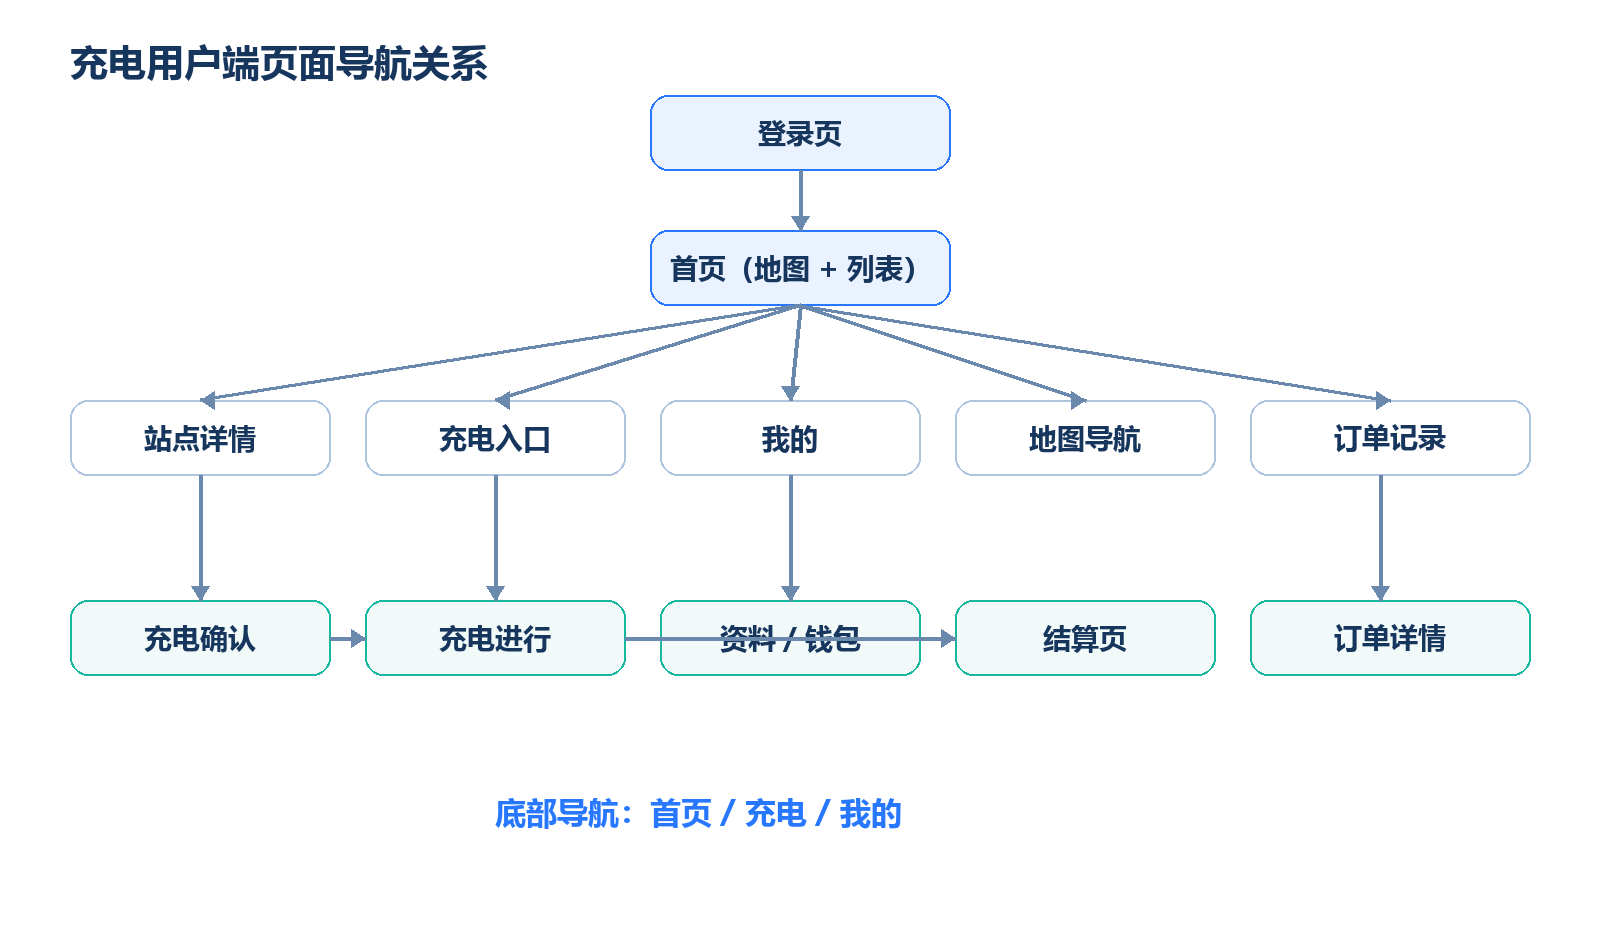 充电用户端页面导航关系
登录页
首页（地图 + 列表）
站点详情
充电入口
我的
地图导航
订单记录
充电确认
充电进行
资料 / 钱包
结算页
订单详情
底部导航：首页 / 充电 / 我的